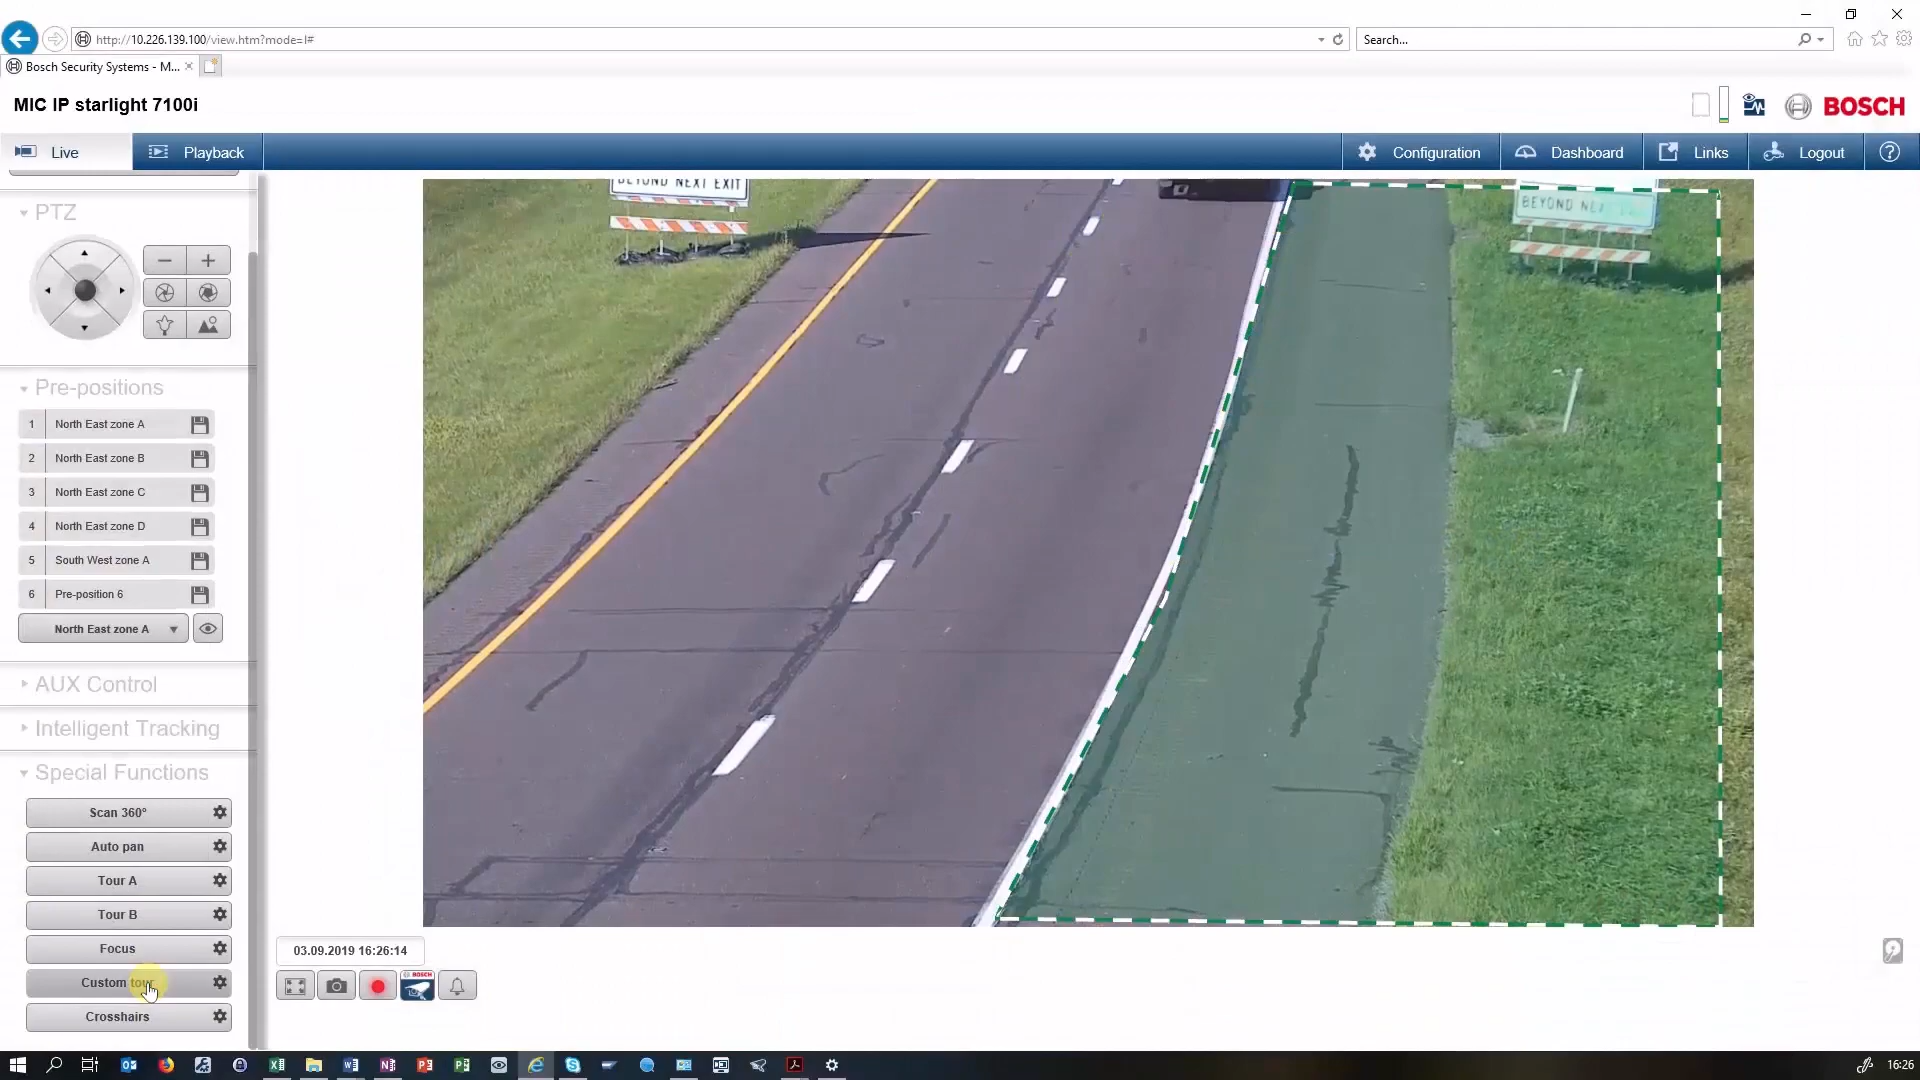 http://10.226.139.100/view.htm?mode=l#
Search...
Bosch Security Systems - M...
MIC IP starlight 7100i
BOSCH
Live
Playback
Configuration
Dashboard
Links
Logout
?
PTZ
BEYOND NEXT EXIT
BEYOND
Pre-positions
1 North East zone A
2 North East zone B
3 North East zone C
4 North East zone D
5 South West zone A
6 Pre-position 6
North East zone A
AUX Control
Intelligent Tracking
Special Functions
Scan 360°
Auto pan
Tour A
Tour B
Focus
Custom tour
Crosshairs
03.09.2019 16:26:14
BOSCH
16:26